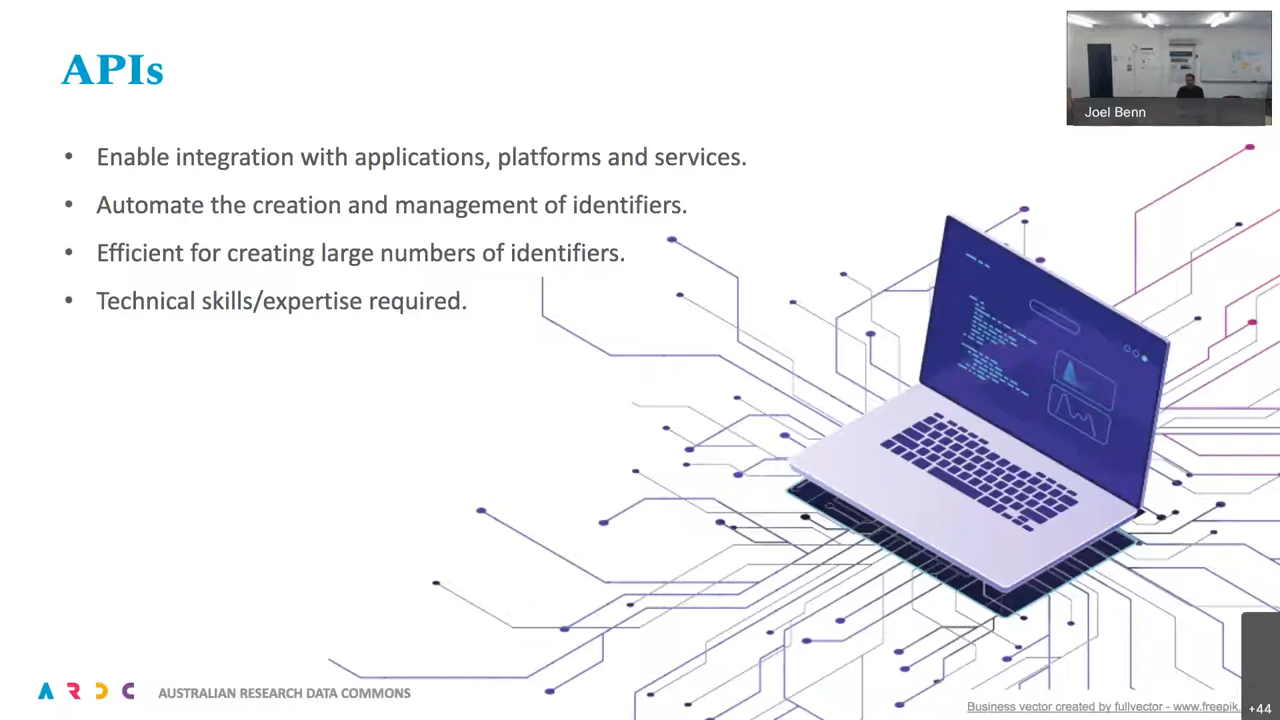 APIs
Joel Benn
• Enable integration with applications, platforms and services.
• Automate the creation and management of identifiers.
• Efficient for creating large numbers of identifiers.
• Technical skills/expertise required.
ARDC AUSTRALIAN RESEARCH DATA COMMONS
Business vector created by fullvector - www.freepik.
+44